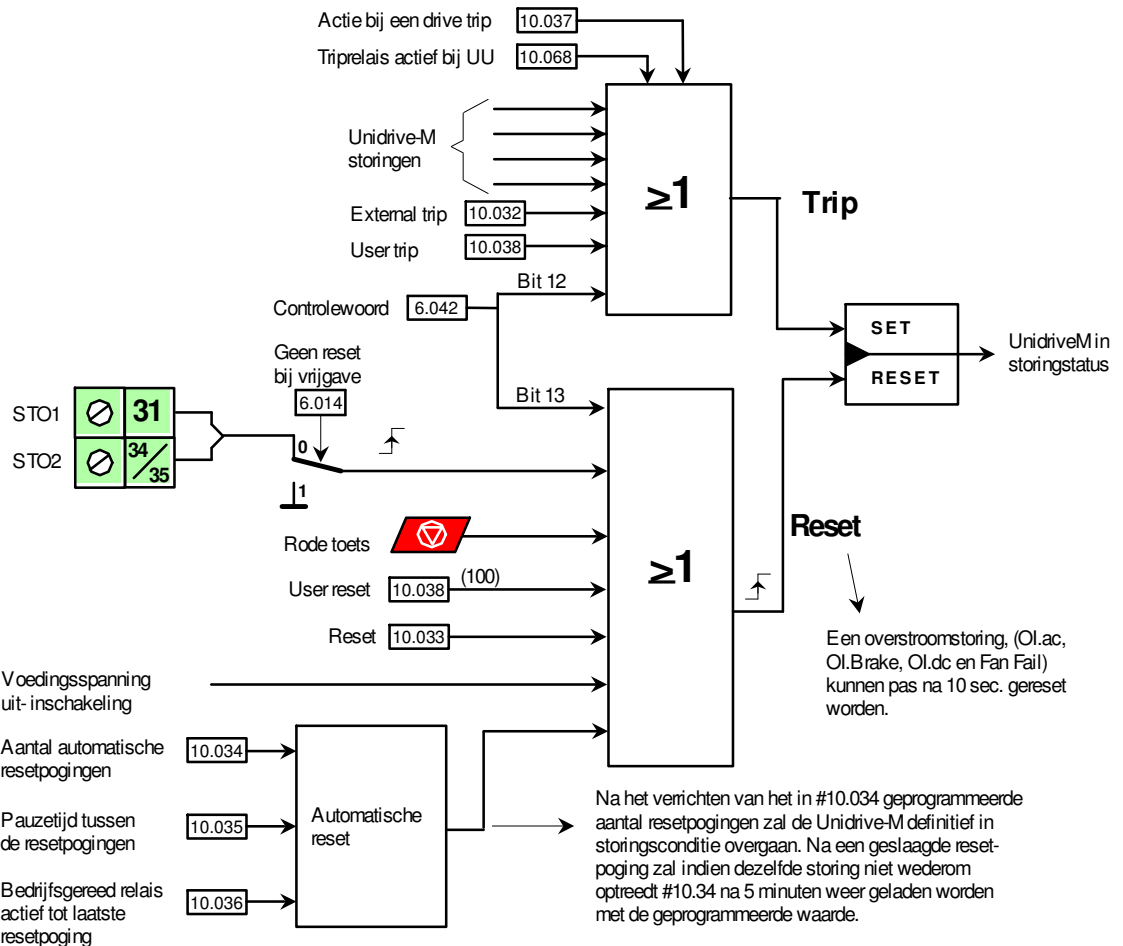 Actie bij een drive trip 10.037
Triprelais actief bij UU 10.068
Unidrive-M
storingen
≥1
Trip
External trip 10.032
User trip 10.038
Bit 12
Controlewoord 6.042
SET
RESET
UnidriveM in
storingstatus
Geen reset
bij vrijgave
6.014
Bit 13
STO1 31
STO2 34/35
0
1
Rode toets
Reset
≥1
User reset 10.038 (100)
Reset 10.033
Een overstroomstoring, (OI.ac,
OI.Brake, OI.dc en Fan Fail)
kunnen pas na 10 sec. gereset
worden.
Voedingsspanning
uit- inschakeling
Aantal automatische
resetpogingen
10.034
Pauzetijd tussen
de resetpogingen
10.035
Automatische
reset
Bedrijfsgereed relais
actief tot laatste
resetpoging
10.036
Na het verrichten van het in #10.034 geprogrammeerde
aantal resetpogingen zal de Unidrive-M definitief in
storingsconditie overgaan. Na een geslaagde reset-
poging zal indien dezelfde storing niet wederom
optreedt #10.34 na 5 minuten weer geladen worden
met de geprogrammeerde waarde.